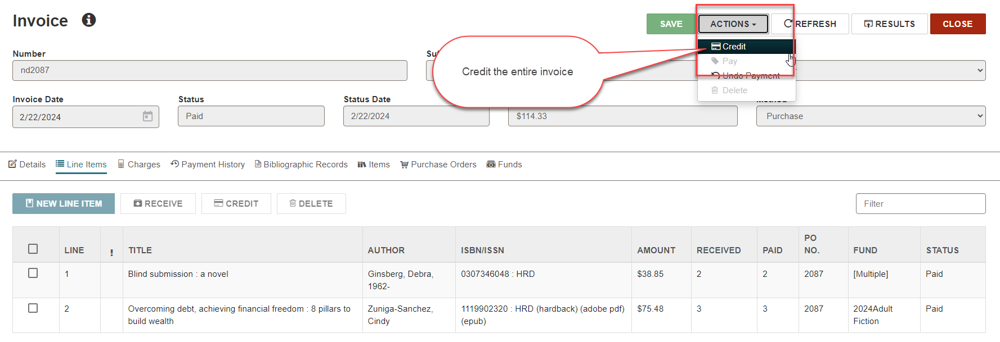 Invoice
SAVE
ACTIONS
REFRESH
RESULTS
CLOSE
Credit
Pay
Undo Payment
Delete
Credit the entire invoice
Number
nd2087
Invoice Date
Status
Status Date
Method
2/22/2024
Paid
2/22/2024
$114.33
Purchase
Details
Line Items
Charges
Payment History
Bibliographic Records
Items
Purchase Orders
Funds
NEW LINE ITEM
RECEIVE
CREDIT
DELETE
Filter
LINE ! TITLE AUTHOR ISBN/ISSN AMOUNT RECEIVED PAID PO NO. FUND STATUS
1 Blind submission : a novel Ginsberg, Debra, 1962- 0307346048 : HRD $38.85 2 2 2087 [Multiple] Paid
2 Overcoming debt, achieving financial freedom : 8 pillars to build wealth Zuniga-Sanchez, Cindy 1119902320 : HRD (hardback) (adobe pdf) (epub) $75.48 3 3 2087 2024Adult Fiction Paid